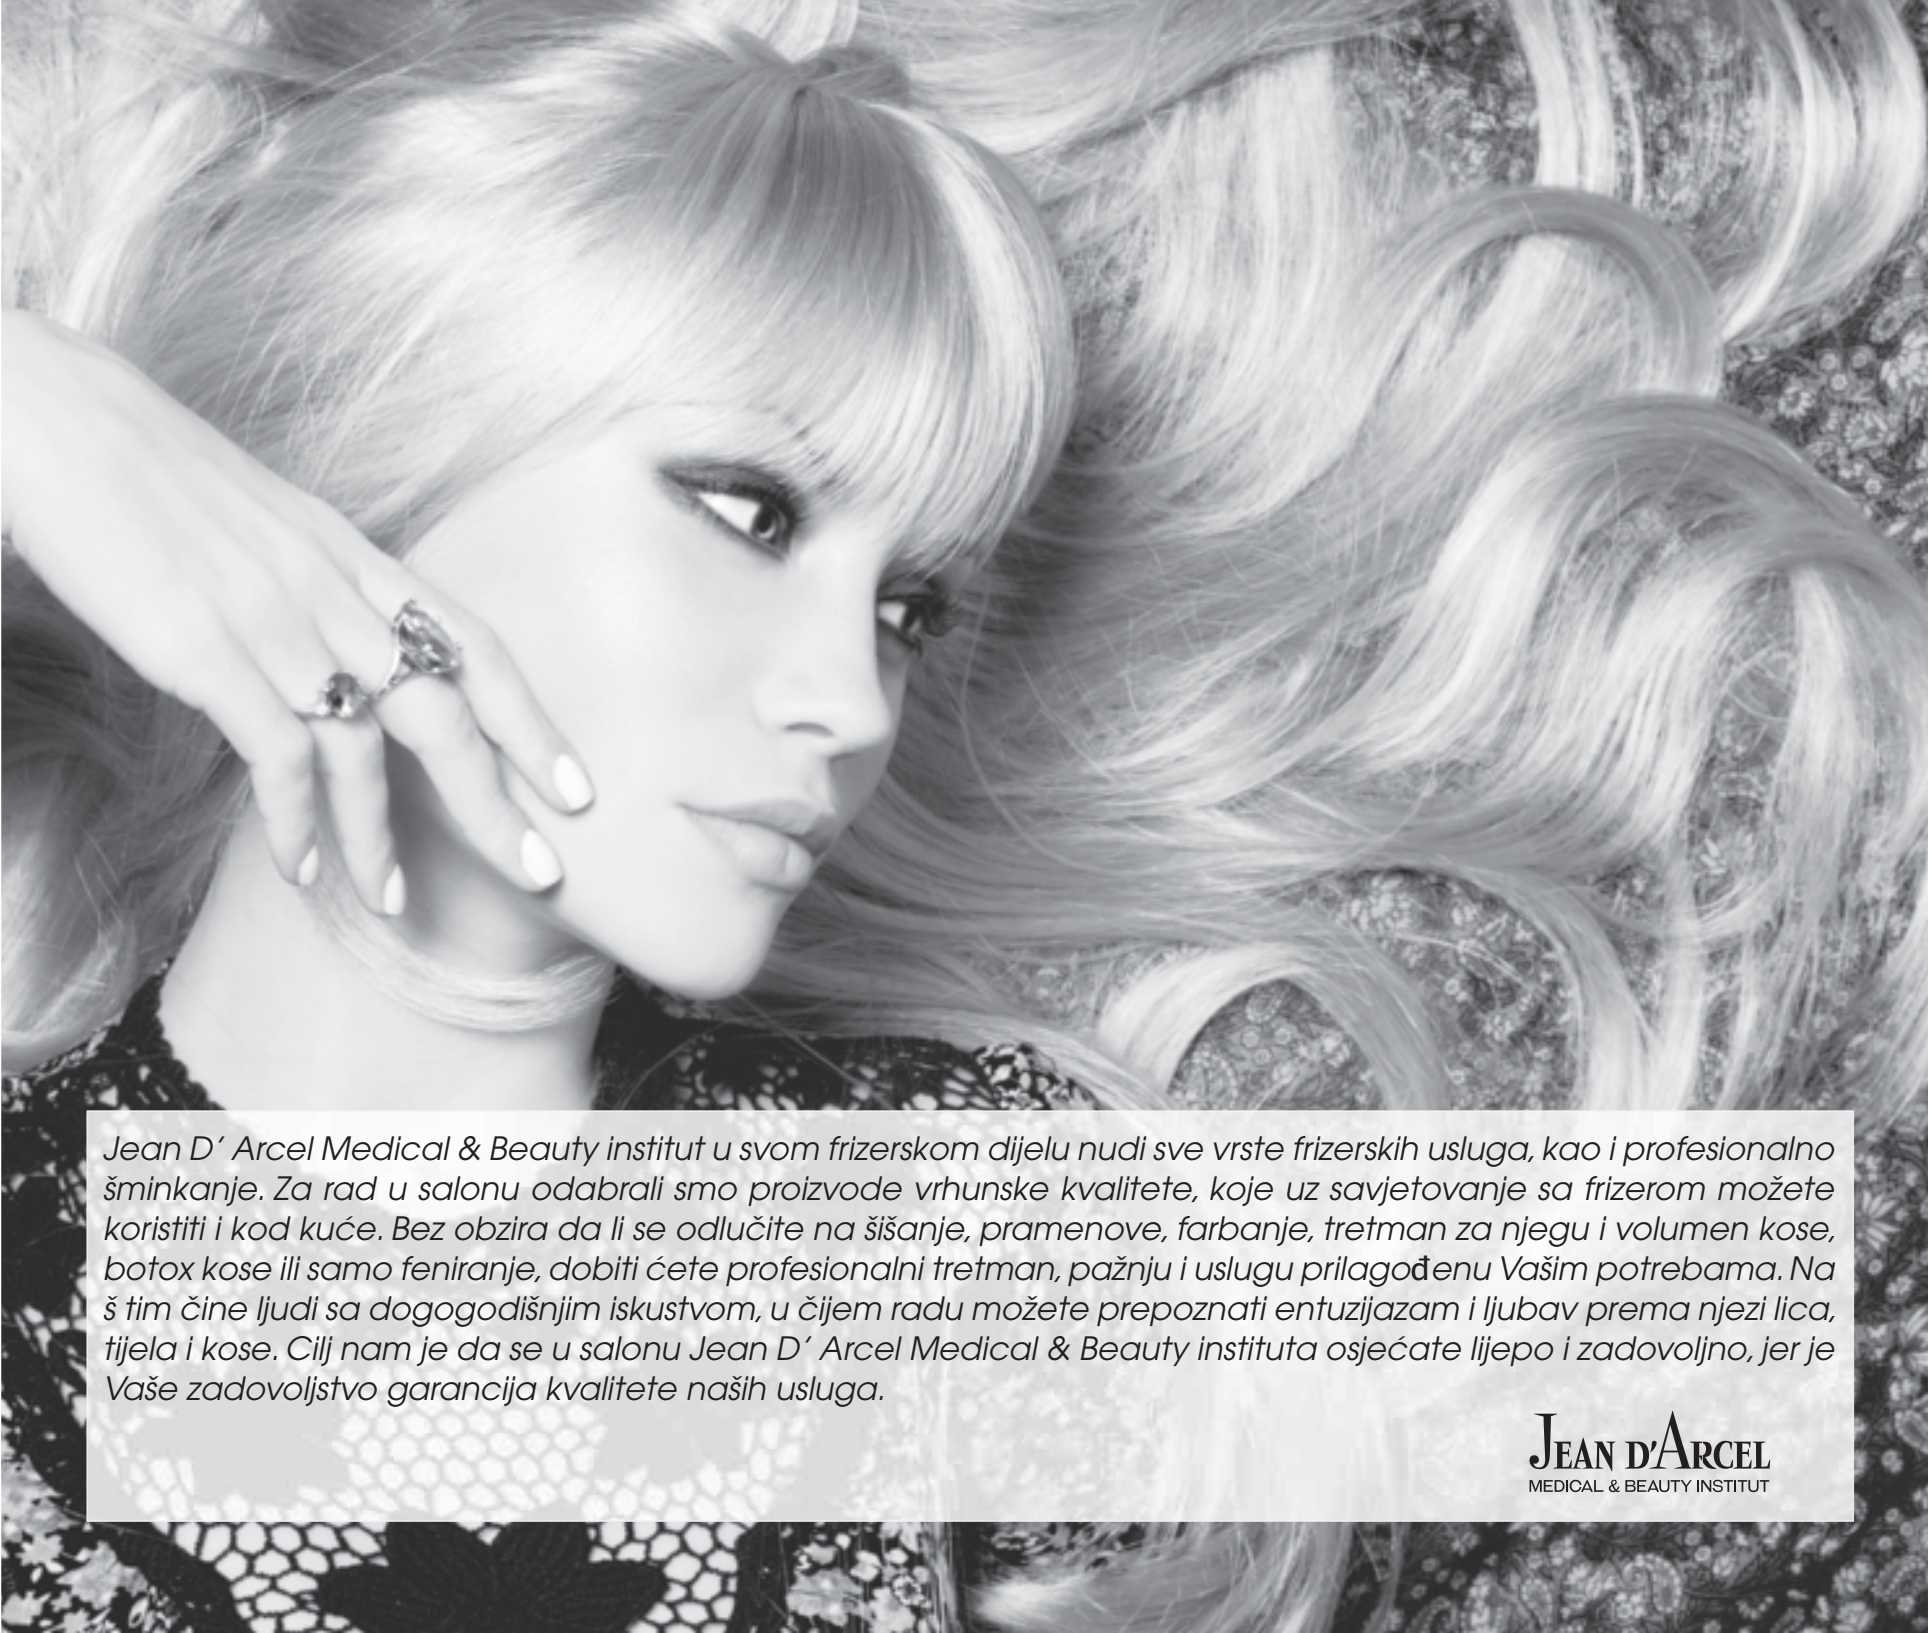 Jean D’ Arcel Medical & Beauty institut u svom frizerskom dijelu nudi sve vrste frizerskih usluga, kao i profesionalno
šminkanje. Za rad u salonu odabrali smo proizvode vrhunske kvalitete, koje uz savjetovanje sa frizerom možete
koristiti i kod kuće. Bez obzira da li se odlučite na šišanje, pramenove, farbanje, tretman za njegu i volumen kose,
botox kose ili samo feniranje, dobiti ćete profesionalni tretman, pažnju i uslugu prilagođenu Vašim potrebama. Na
š tim čine ljudi sa dogogodišnjim iskustvom, u čijem radu možete prepoznati entuzijazam i ljubav prema njezi lica,
tijela i kose. Cilj nam je da se u salonu Jean D’ Arcel Medical & Beauty instituta osjećate lijepo i zadovoljno, jer je
Vaše zadovoljstvo garancija kvalitete naših usluga.
JEAN D'ARCEL
MEDICAL & BEAUTY INSTITUT